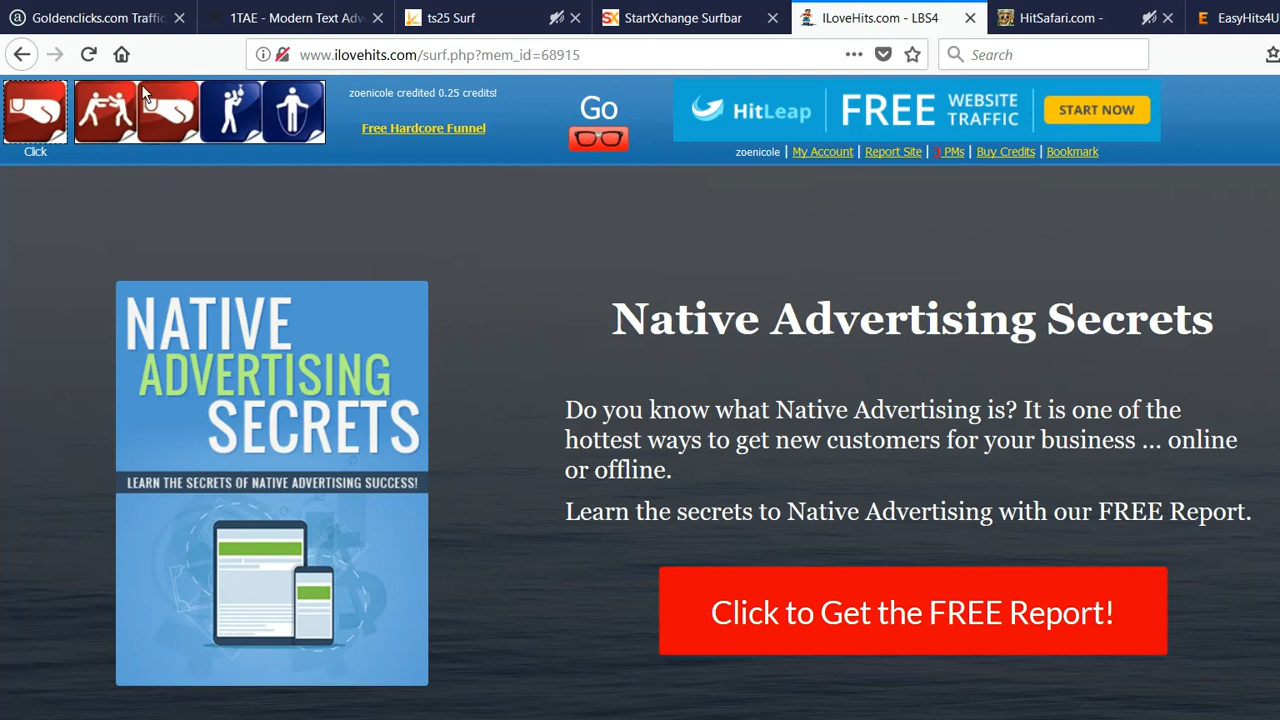 Goldenclicks.com Traffic
1TAE - Modern Text Adv
ts25 Surf
StartXchange Surfbar
ILoveHits.com - LBS4
HitSafari.com -
EasyHits4U
www.ilovehits.com/surf.php?mem_id=68915
Search
Click
zoenicole credited 0.25 credits!
Free Hardcore Funnel
Go
HitLeap
FREE WEBSITE TRAFFIC
START NOW
zoenicole | My Account | Report Site | 3 PMs | Buy Credits | Bookmark
NATIVE
ADVERTISING
SECRETS
LEARN THE SECRETS OF NATIVE ADVERTISING SUCCESS!
Native Advertising Secrets
Do you know what Native Advertising is? It is one of the
hottest ways to get new customers for your business ... online
or offline.
Learn the secrets to Native Advertising with our FREE Report.
Click to Get the FREE Report!